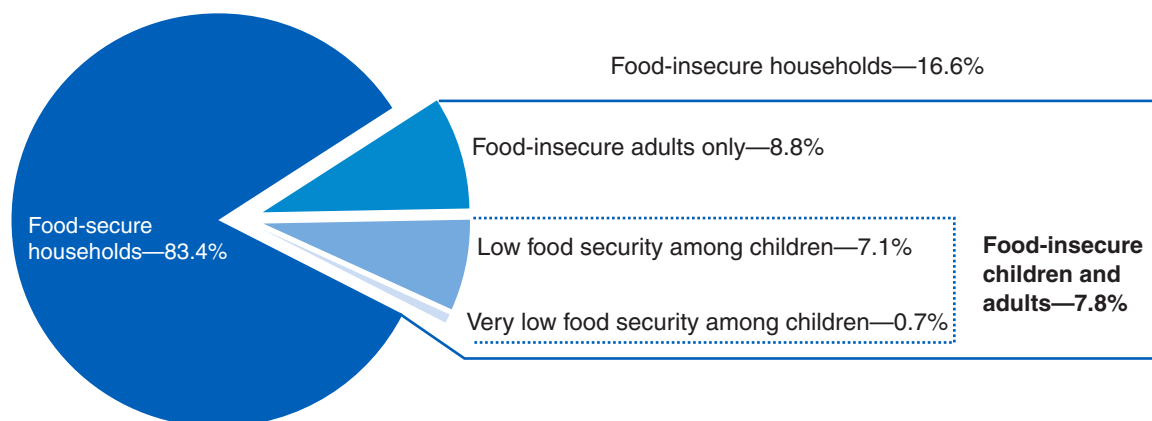 Food-insecure households—16.6%
Food-insecure adults only—8.8%
Food-secure
households—83.4%
Low food security among children—7.1%
Very low food security among children—0.7%
Food-insecure
children and
adults—7.8%